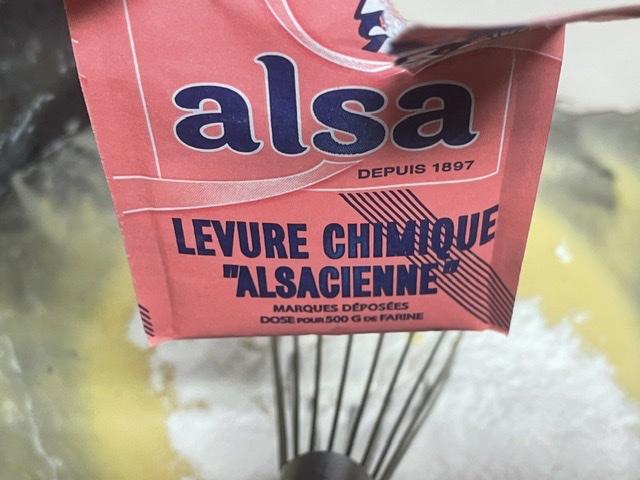 alsa
DEPUIS 1897
LEVURE CHIMIQUE
"ALSACIENNE"
MARQUES DÉPOSÉES
DOSE POUR 500 G DE FARINE